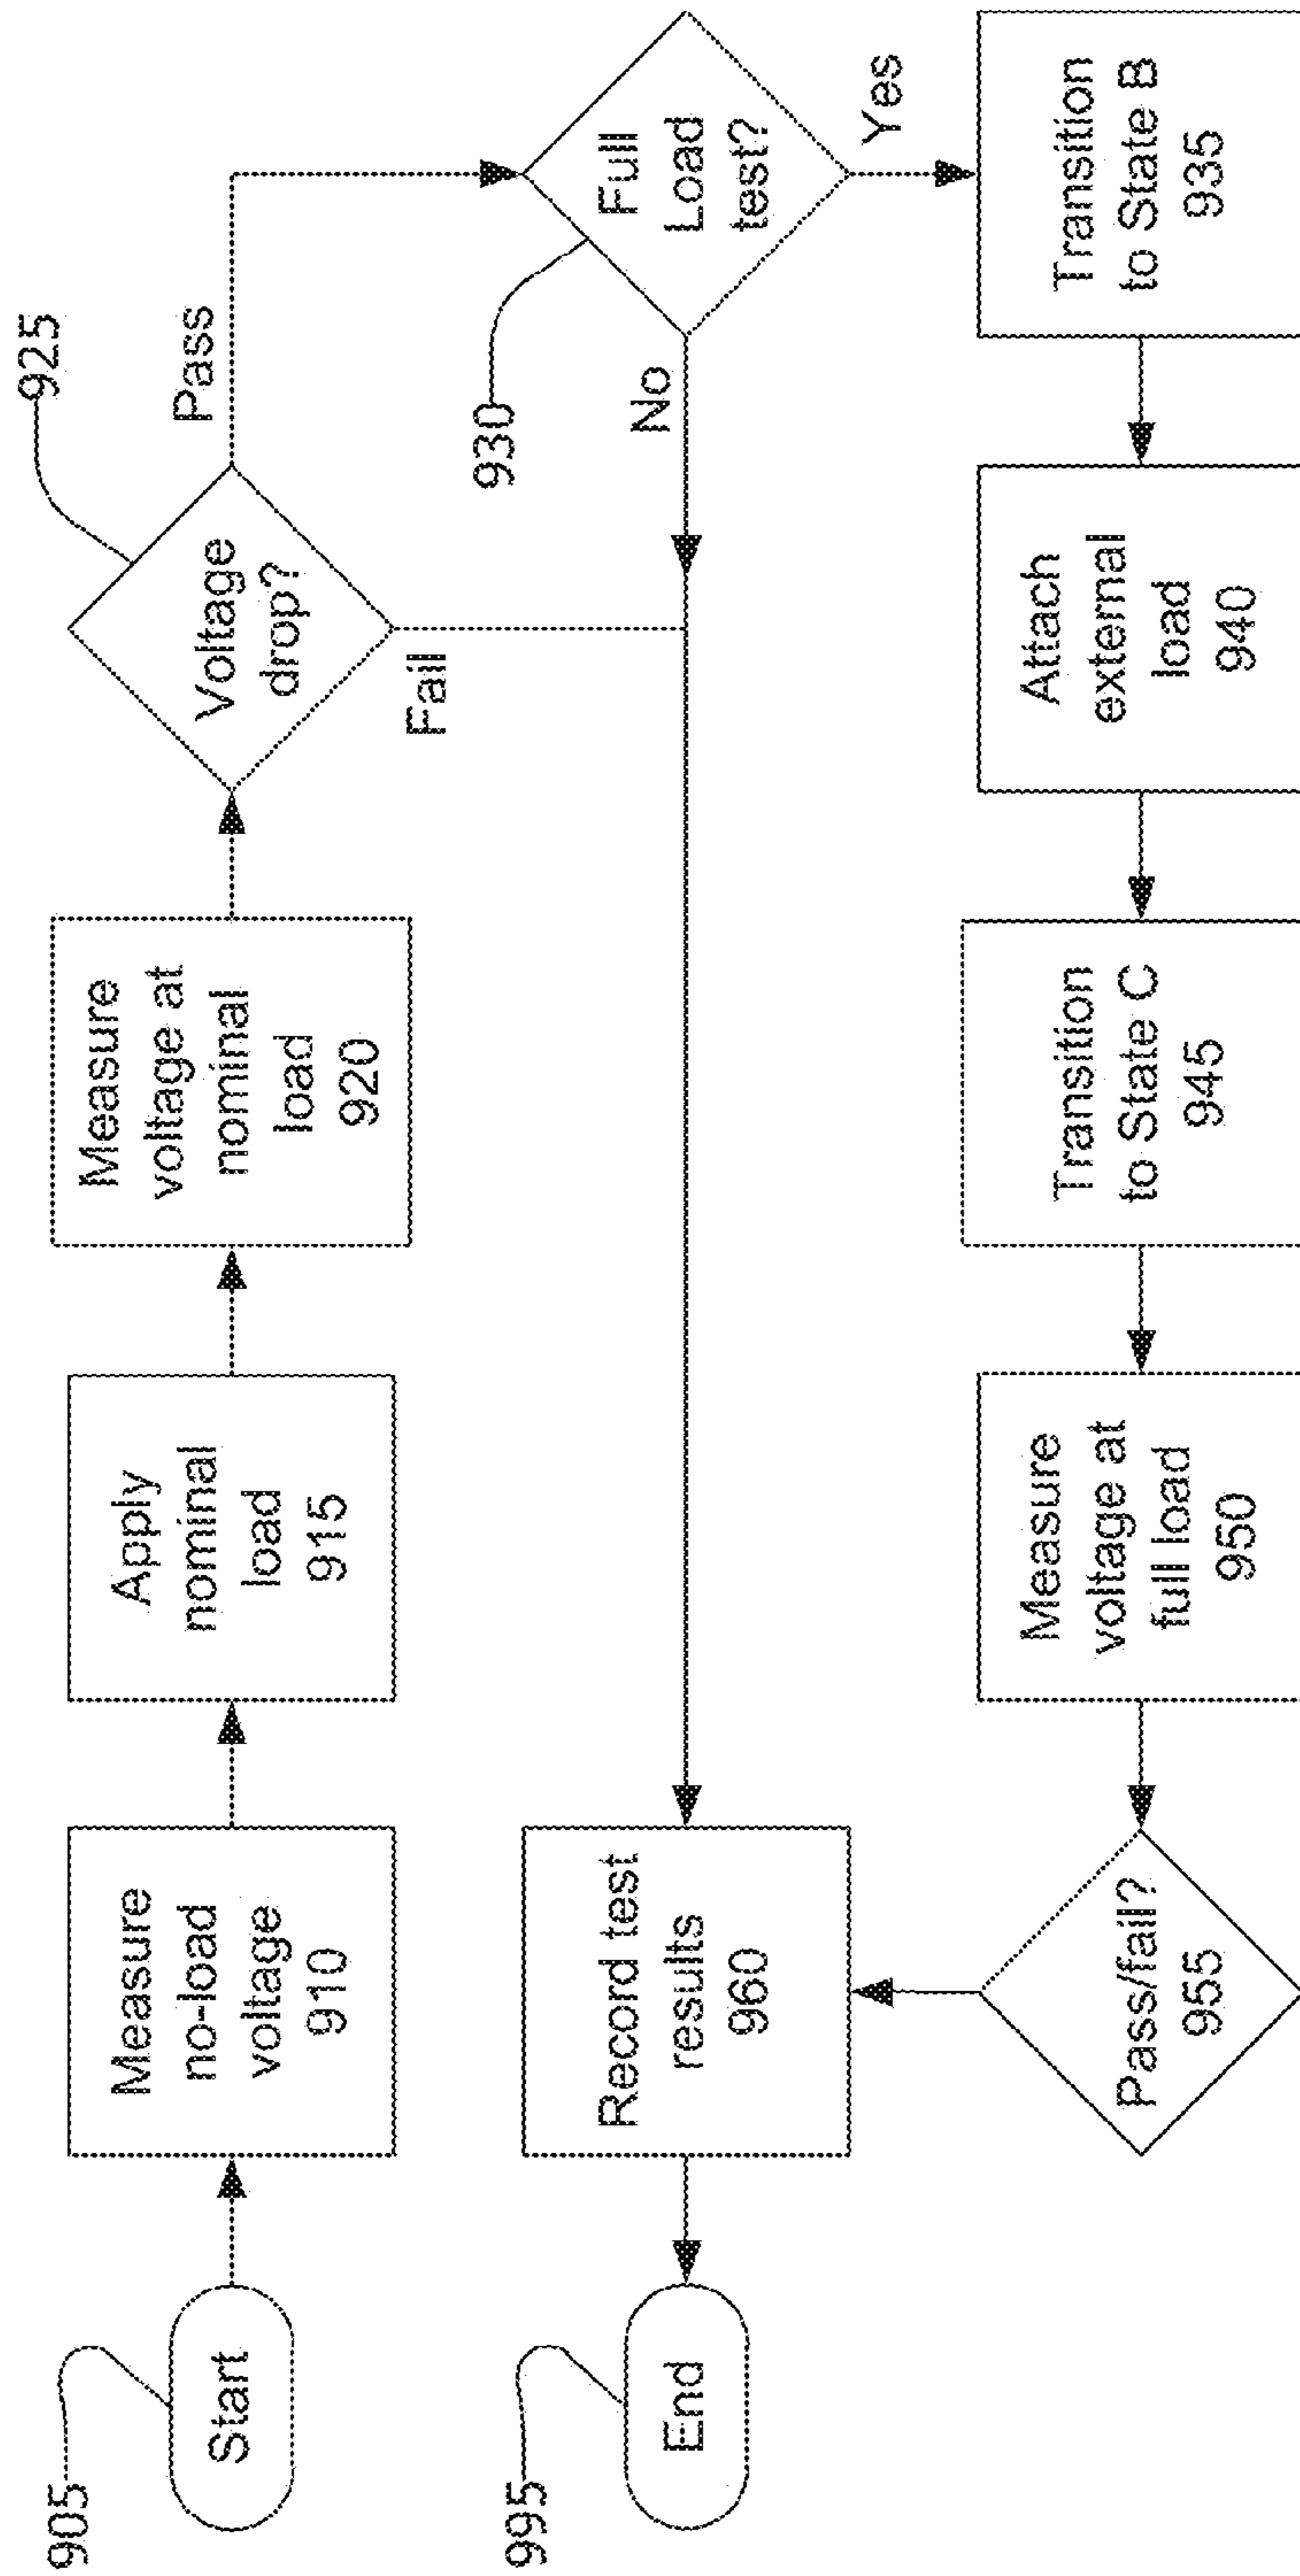 905
Start
Measure
no-load
voltage
910
Apply
nominal
load
915
Measure
voltage at
nominal
load
920
925
Voltage
drop?
Pass
Fail
930
Full
Load
test?
No
Yes
Transition
to State B
935
Attach
external
load
940
Transition
to State C
945
Measure
voltage at
full load
950
Pass/fail?
955
Record test
results
960
995
End